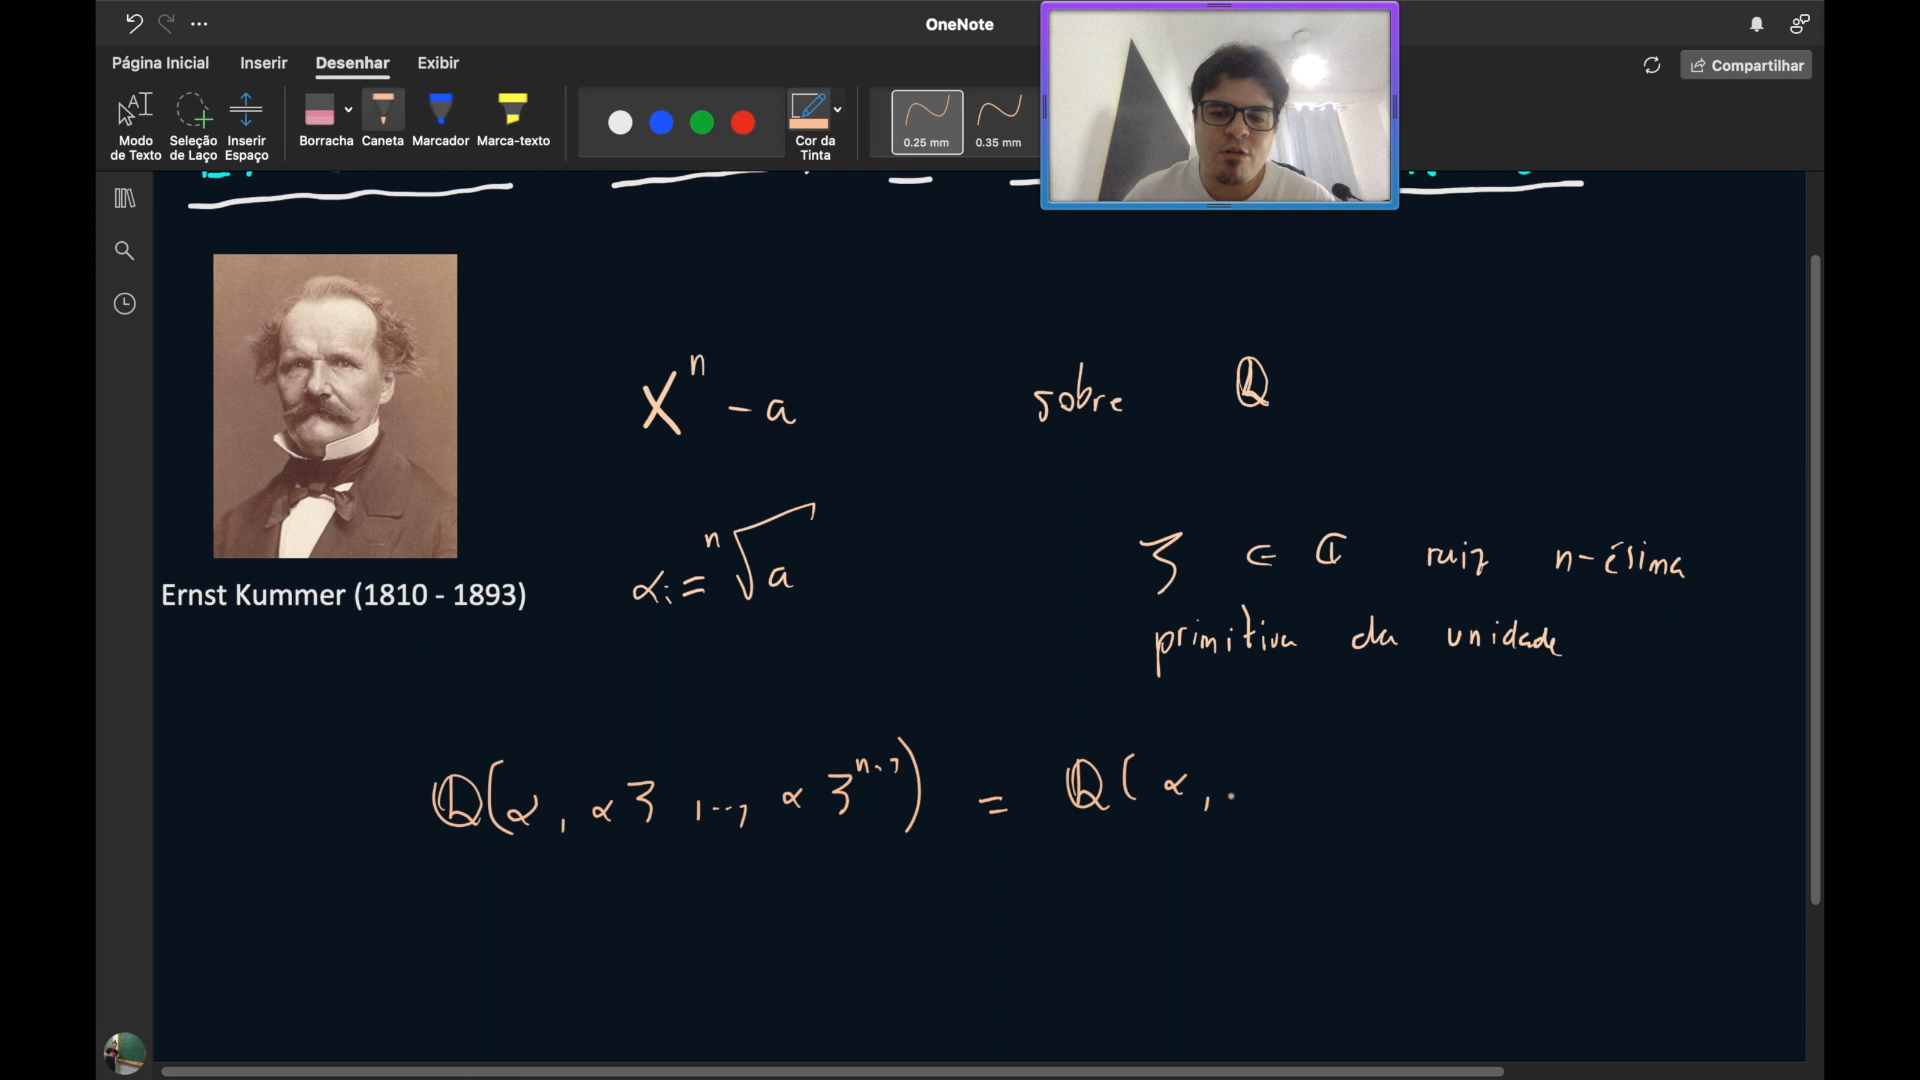 OneNote
Página Inicial Inserir Desenhar Exibir
Compartilhar
Modo de Texto
Seleção de Laço
Inserir Espaço
Borracha
Caneta
Marcador
Marca-texto
Cor da Tinta
0.25 mm
0.35 mm
Xⁿ - a sobre ℚ
α := ⁿ√a
ζ ∈ ℂ raiz n-ésima
primitiva da unidade
Ernst Kummer (1810 - 1893)
ℚ(α, αζ, ..., αζⁿ⁻¹) = ℚ(α,